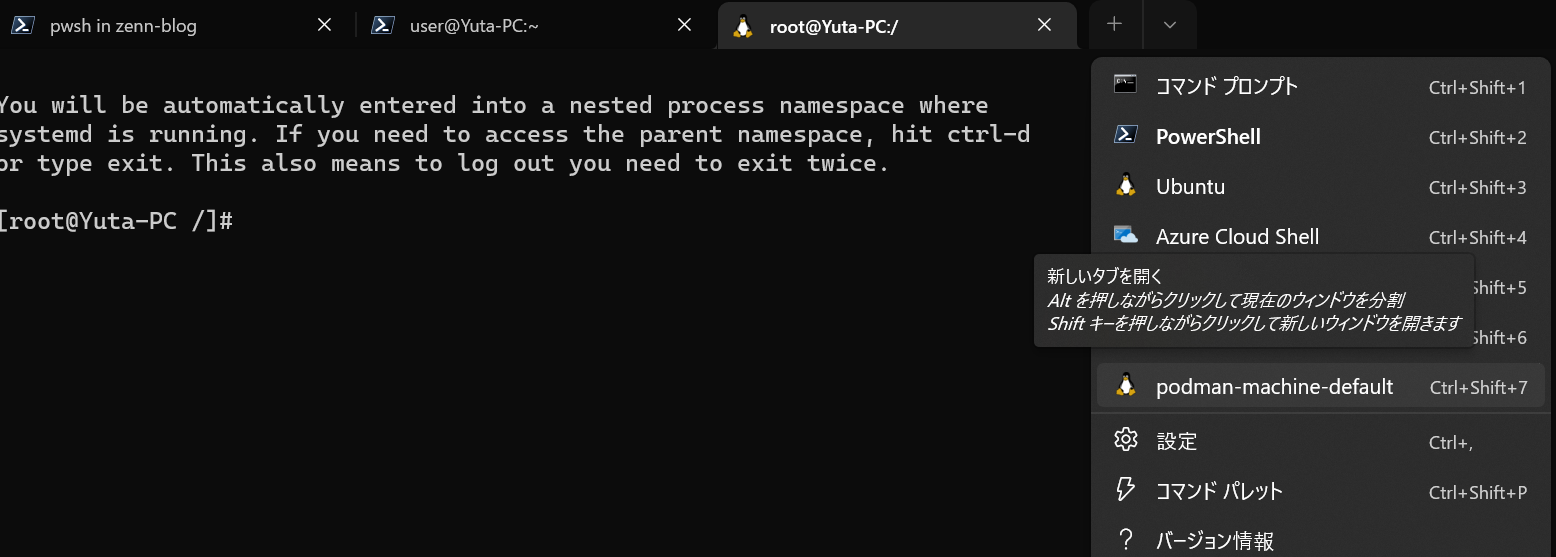 pwsh in zenn-blog
user@Yuta-PC:~
root@Yuta-PC:/
You will be automatically entered into a nested process namespace where
systemd is running. If you need to access the parent namespace, hit ctrl-d
or type exit. This also means to log out you need to exit twice.
[root@Yuta-PC /]#
コマンド プロンプト Ctrl+Shift+1
PowerShell Ctrl+Shift+2
Ubuntu Ctrl+Shift+3
Azure Cloud Shell Ctrl+Shift+4
新しいタブを開く
Alt を押しながらクリックして現在のウィンドウを分割
Shift キーを押しながらクリックして新しいウィンドウを開きます
Shift+5
Shift+6
podman-machine-default Ctrl+Shift+7
設定 Ctrl+,
コマンド パレット Ctrl+Shift+P
バージョン情報